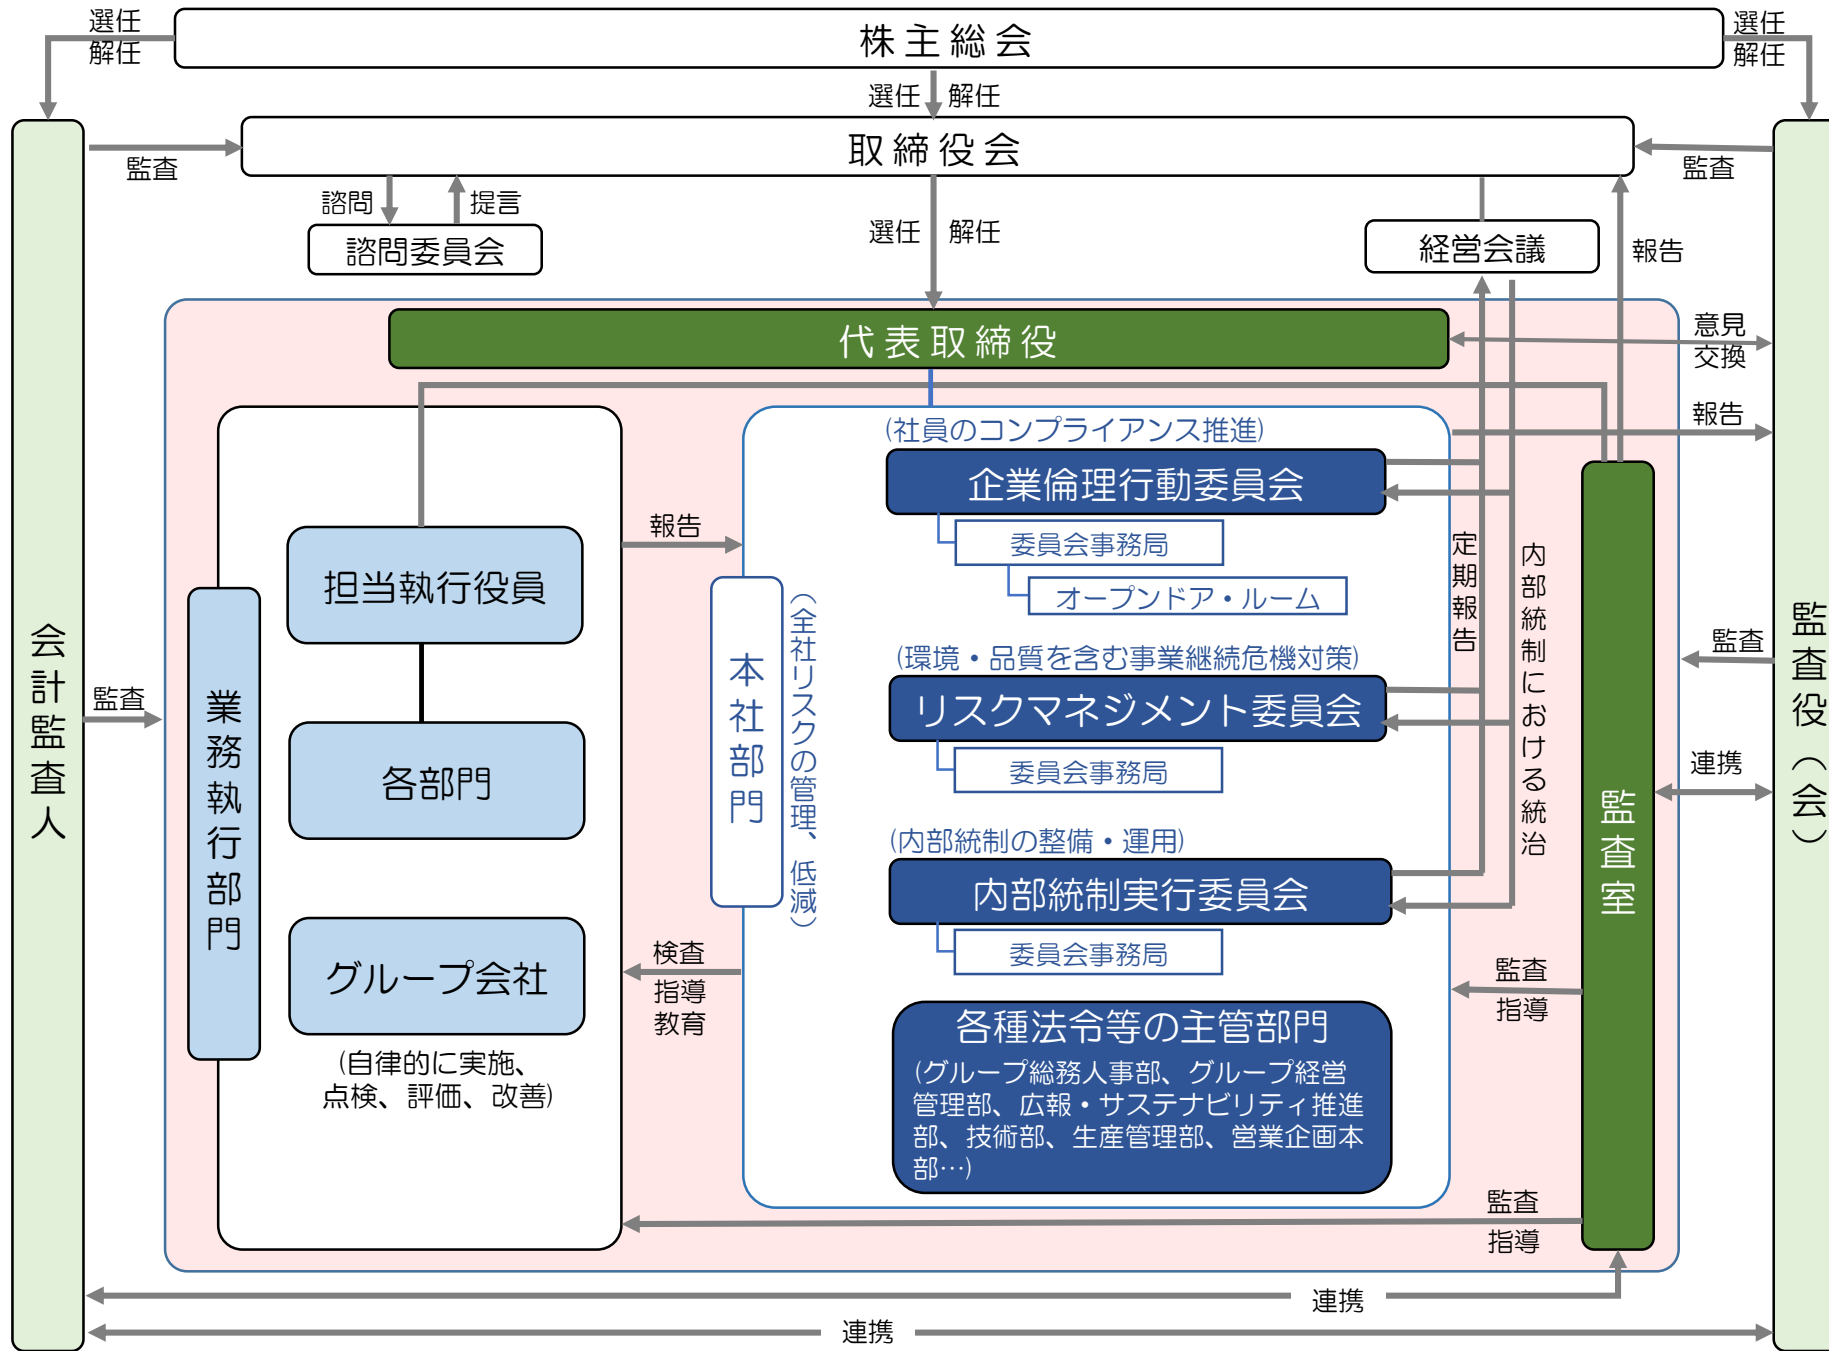 選任
解任
株主総会
選任
解任
選任 解任
取締役会
監査
監査
諮問
提言
諮問委員会
選任 解任
経営会議
報告
代表取締役
意見
交換
報告
(社員のコンプライアンス推進)
企業倫理行動委員会
委員会事務局
オープンドア・ルーム
報告
担当執行役員
各部門
グループ会社
(自律的に実施、
点検、評価、改善)
業務執行部門
会計監査人
監査
本社部門
(全社リスクの管理、低減)
(環境・品質を含む事業継続危機対策)
リスクマネジメント委員会
委員会事務局
(内部統制の整備・運用)
内部統制実行委員会
委員会事務局
定期報告
内部統制における統治
監査室
監査役(会)
監査
連携
検査
指導
教育
監査
指導
各種法令等の主管部門
(グループ総務人事部、グループ経営
管理部、広報・サステナビリティ推進
部、技術部、生産管理部、営業企画本
部…)
監査
指導
連携
連携